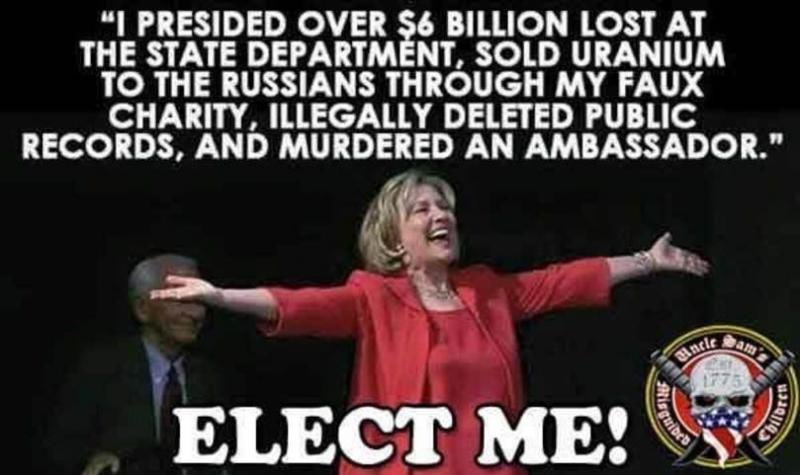 “I PRESIDED OVER $6 BILLION LOST AT
THE STATE DEPARTMENT, SOLD URANIUM
TO THE RUSSIANS THROUGH MY FAUX
CHARITY, ILLEGALLY DELETED PUBLIC
RECORDS, AND MURDERED AN AMBASSADOR.”
Uncle Sam's
1775
Misguided
Children
ELECT ME!